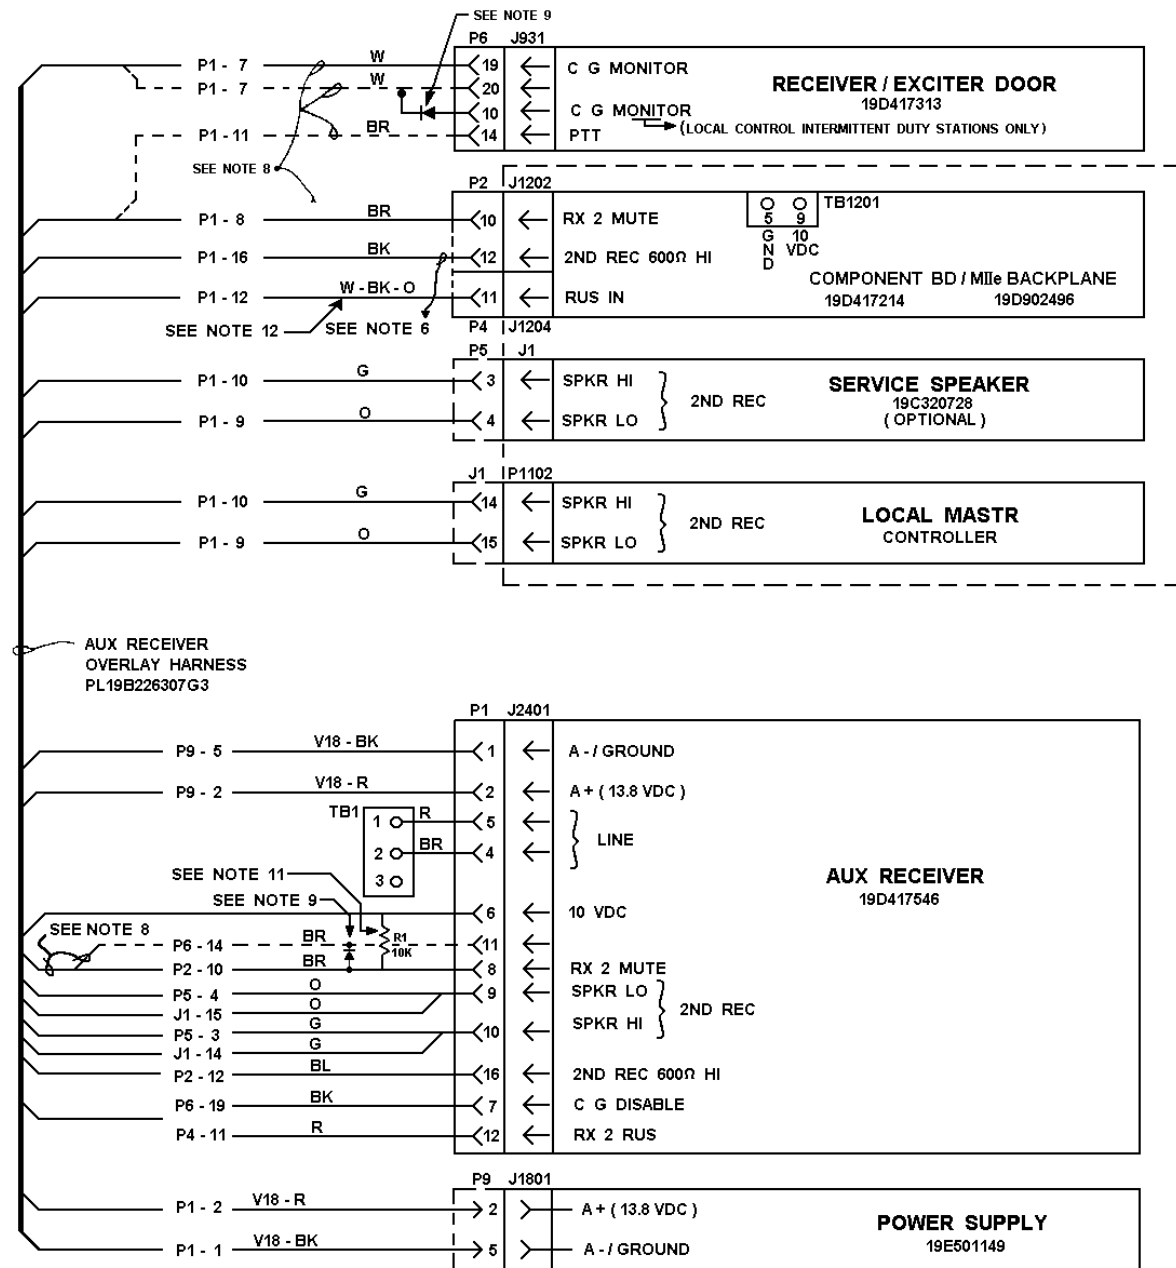 SEE NOTE 9
P6 J931
P1 - 7 W 19 C G MONITOR
P1 - 7 W 20
10 C G MONITOR
(LOCAL CONTROL INTERMITTENT DUTY STATIONS ONLY)
P1 - 11 BR 14 PTT
RECEIVER / EXCITER DOOR
19D417313
SEE NOTE 8
P2 J1202
P1 - 8 BR 10 RX 2 MUTE
P1 - 16 BK 12 2ND REC 600Ω HI
P1 - 12 W - BK - O 11 RUS IN
SEE NOTE 12
SEE NOTE 6
P4 J1204
TB1201
5 9
GND 10 VDC
COMPONENT BD / MIIe BACKPLANE
19D417214 19D902496
P5 J1
P1 - 10 G 3 SPKR HI
P1 - 9 O 4 SPKR LO
2ND REC
SERVICE SPEAKER
19C320728
( OPTIONAL )
J1 P1102
P1 - 10 G 14 SPKR HI
P1 - 9 O 15 SPKR LO
2ND REC
LOCAL MASTR
CONTROLLER
AUX RECEIVER
OVERLAY HARNESS
PL19B226307G3
P1 J2401
P9 - 5 V18 - BK 1 A - / GROUND
P9 - 2 V18 - R 2 A + ( 13.8 VDC )
TB1
1 R 5
2 BR 4
3
LINE
SEE NOTE 11
SEE NOTE 9
6 10 VDC
SEE NOTE 8
P6 - 14 BR 11
R1
10K
P2 - 10 BR 8 RX 2 MUTE
P5 - 4 O 9 SPKR LO
J1 - 15 O
P5 - 3 G 10 SPKR HI
J1 - 14 G
2ND REC
P2 - 12 BL 16 2ND REC 600Ω HI
P6 - 19 BK 7 C G DISABLE
P4 - 11 R 12 RX 2 RUS
AUX RECEIVER
19D417546
P9 J1801
P1 - 2 V18 - R 2 A + ( 13.8 VDC )
P1 - 1 V18 - BK 5 A - / GROUND
POWER SUPPLY
19E501149